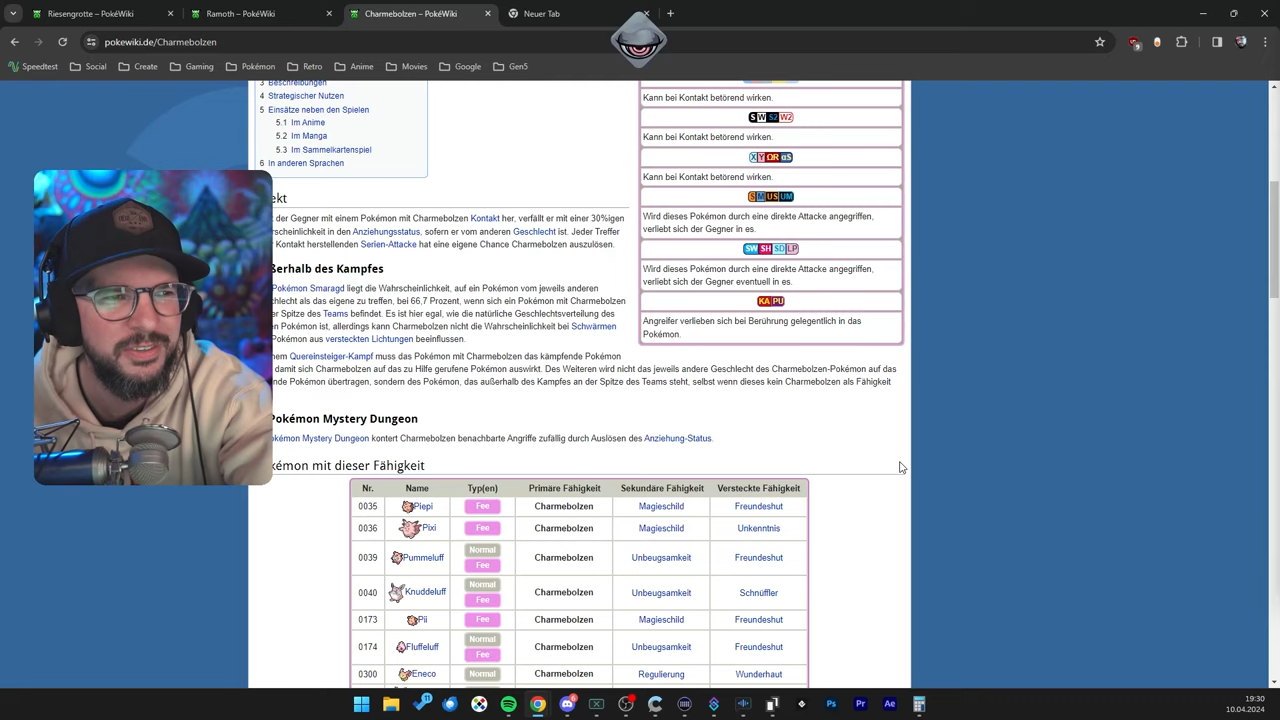 Riesengrotte – PokéWiki
Ramoth – PokéWiki
Charmebolzen – PokéWiki
Neuer Tab
pokewiki.de/Charmebolzen
Speedtest
Social
Create
Gaming
Pokémon
Retro
Anime
Movies
Google
Gen5
3 Beschreibungen
4 Strategischer Nutzen
5 Einsätze neben den Spielen
5.1 Im Anime
5.2 Im Manga
5.3 Im Sammelkartenspiel
6 In anderen Sprachen
Kann bei Kontakt betörend wirken.
S W S2 W2
Kann bei Kontakt betörend wirken.
X Y ΩR αS
Kann bei Kontakt betörend wirken.
S M US UM
Wird dieses Pokémon durch eine direkte Attacke angegriffen,
verliebt sich der Gegner in es.
SW SH SD LP
Wird dieses Pokémon durch eine direkte Attacke angegriffen,
verliebt sich der Gegner eventuell in es.
KA PU
Angreifer verlieben sich bei Berührung gelegentlich in das
Pokémon.
ekt
der Gegner mit einem Pokémon mit Charmebolzen Kontakt her, verfällt er mit einer 30%igen
rscheinlichkeit in den Anziehungsstatus, sofern er vom anderen Geschlecht ist. Jeder Treffer
r Kontakt herstellenden Serien-Attacke hat eine eigene Chance Charmebolzen auszulösen.
ßerhalb des Kampfes
Pokémon Smaragd liegt die Wahrscheinlichkeit, auf ein Pokémon vom jeweils anderen
chlecht als das eigene zu treffen, bei 66,7 Prozent, wenn sich ein Pokémon mit Charmebolzen
er Spitze des Teams befindet. Es ist hier egal, wie die natürliche Geschlechtsverteilung des
en Pokémon ist, allerdings kann Charmebolzen nicht die Wahrscheinlichkeit bei Schwärmen
Pokémon aus versteckten Lichtungen beeinflussen.
nem Quereinsteiger-Kampf muss das Pokémon mit Charmebolzen das kämpfende Pokémon
damit sich Charmebolzen auf das zu Hilfe gerufene Pokémon auswirkt. Des Weiteren wird nicht das jeweils andere Geschlecht des Charmebolzen-Pokémon auf das
nde Pokémon übertragen, sondern des Pokémon, das außerhalb des Kampfes an der Spitze des Teams steht, selbst wenn dieses kein Charmebolzen als Fähigkeit
Pokémon Mystery Dungeon
okémon Mystery Dungeon kontert Charmebolzen benachbarte Angriffe zufällig durch Auslösen des Anziehung-Status.
kémon mit dieser Fähigkeit
Nr. Name Typ(en) Primäre Fähigkeit Sekundäre Fähigkeit Versteckte Fähigkeit
0035 Piepi Fee Charmebolzen Magieschild Freundeshut
0036 Pixi Fee Charmebolzen Magieschild Unkenntnis
0039 Pummeluff Normal Fee Charmebolzen Unbeugsamkeit Freundeshut
0040 Knuddeluff Normal Fee Charmebolzen Unbeugsamkeit Schnüffler
0173 Pii Fee Charmebolzen Magieschild Freundeshut
0174 Fluffeluff Normal Fee Charmebolzen Unbeugsamkeit Freundeshut
0300 Eneco Normal Charmebolzen Regulierung Wunderhaut
19:30
10.04.2024